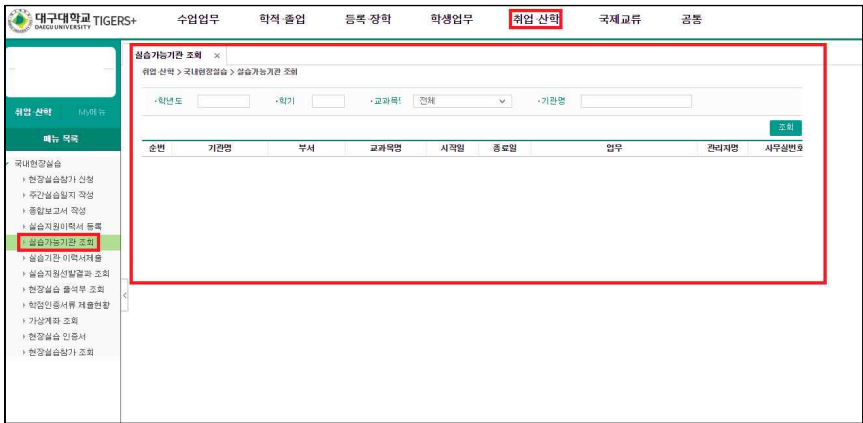 대구대학교 TIGERS+ 수업업무 학적·졸업 등록·장학 학생업무 취업·산학 국제교류 공통
DAEGU UNIVERSITY
실습가능기관 조회 ×
취업·산학 > 국내현장실습 > 실습가능기관 조회
·학년도 ·학기 ·교과목 전체 ·기관명
취업·산학 My메뉴
조회
메뉴 목록
순번 기관명 부서 교과목명 시작일 종료일 업무 관리자명 사무실번호
국내현장실습
현장실습참가 신청
주간실습일지 작성
종합보고서 작성
실습지원이력서 등록
실습가능기관 조회
실습기관 이력서제출
실습지원선발결과 조회
현장실습 출석부 조회
학점인증서류 제출현황
가상계좌 조회
현장실습 인증서
현장실습참가 조회